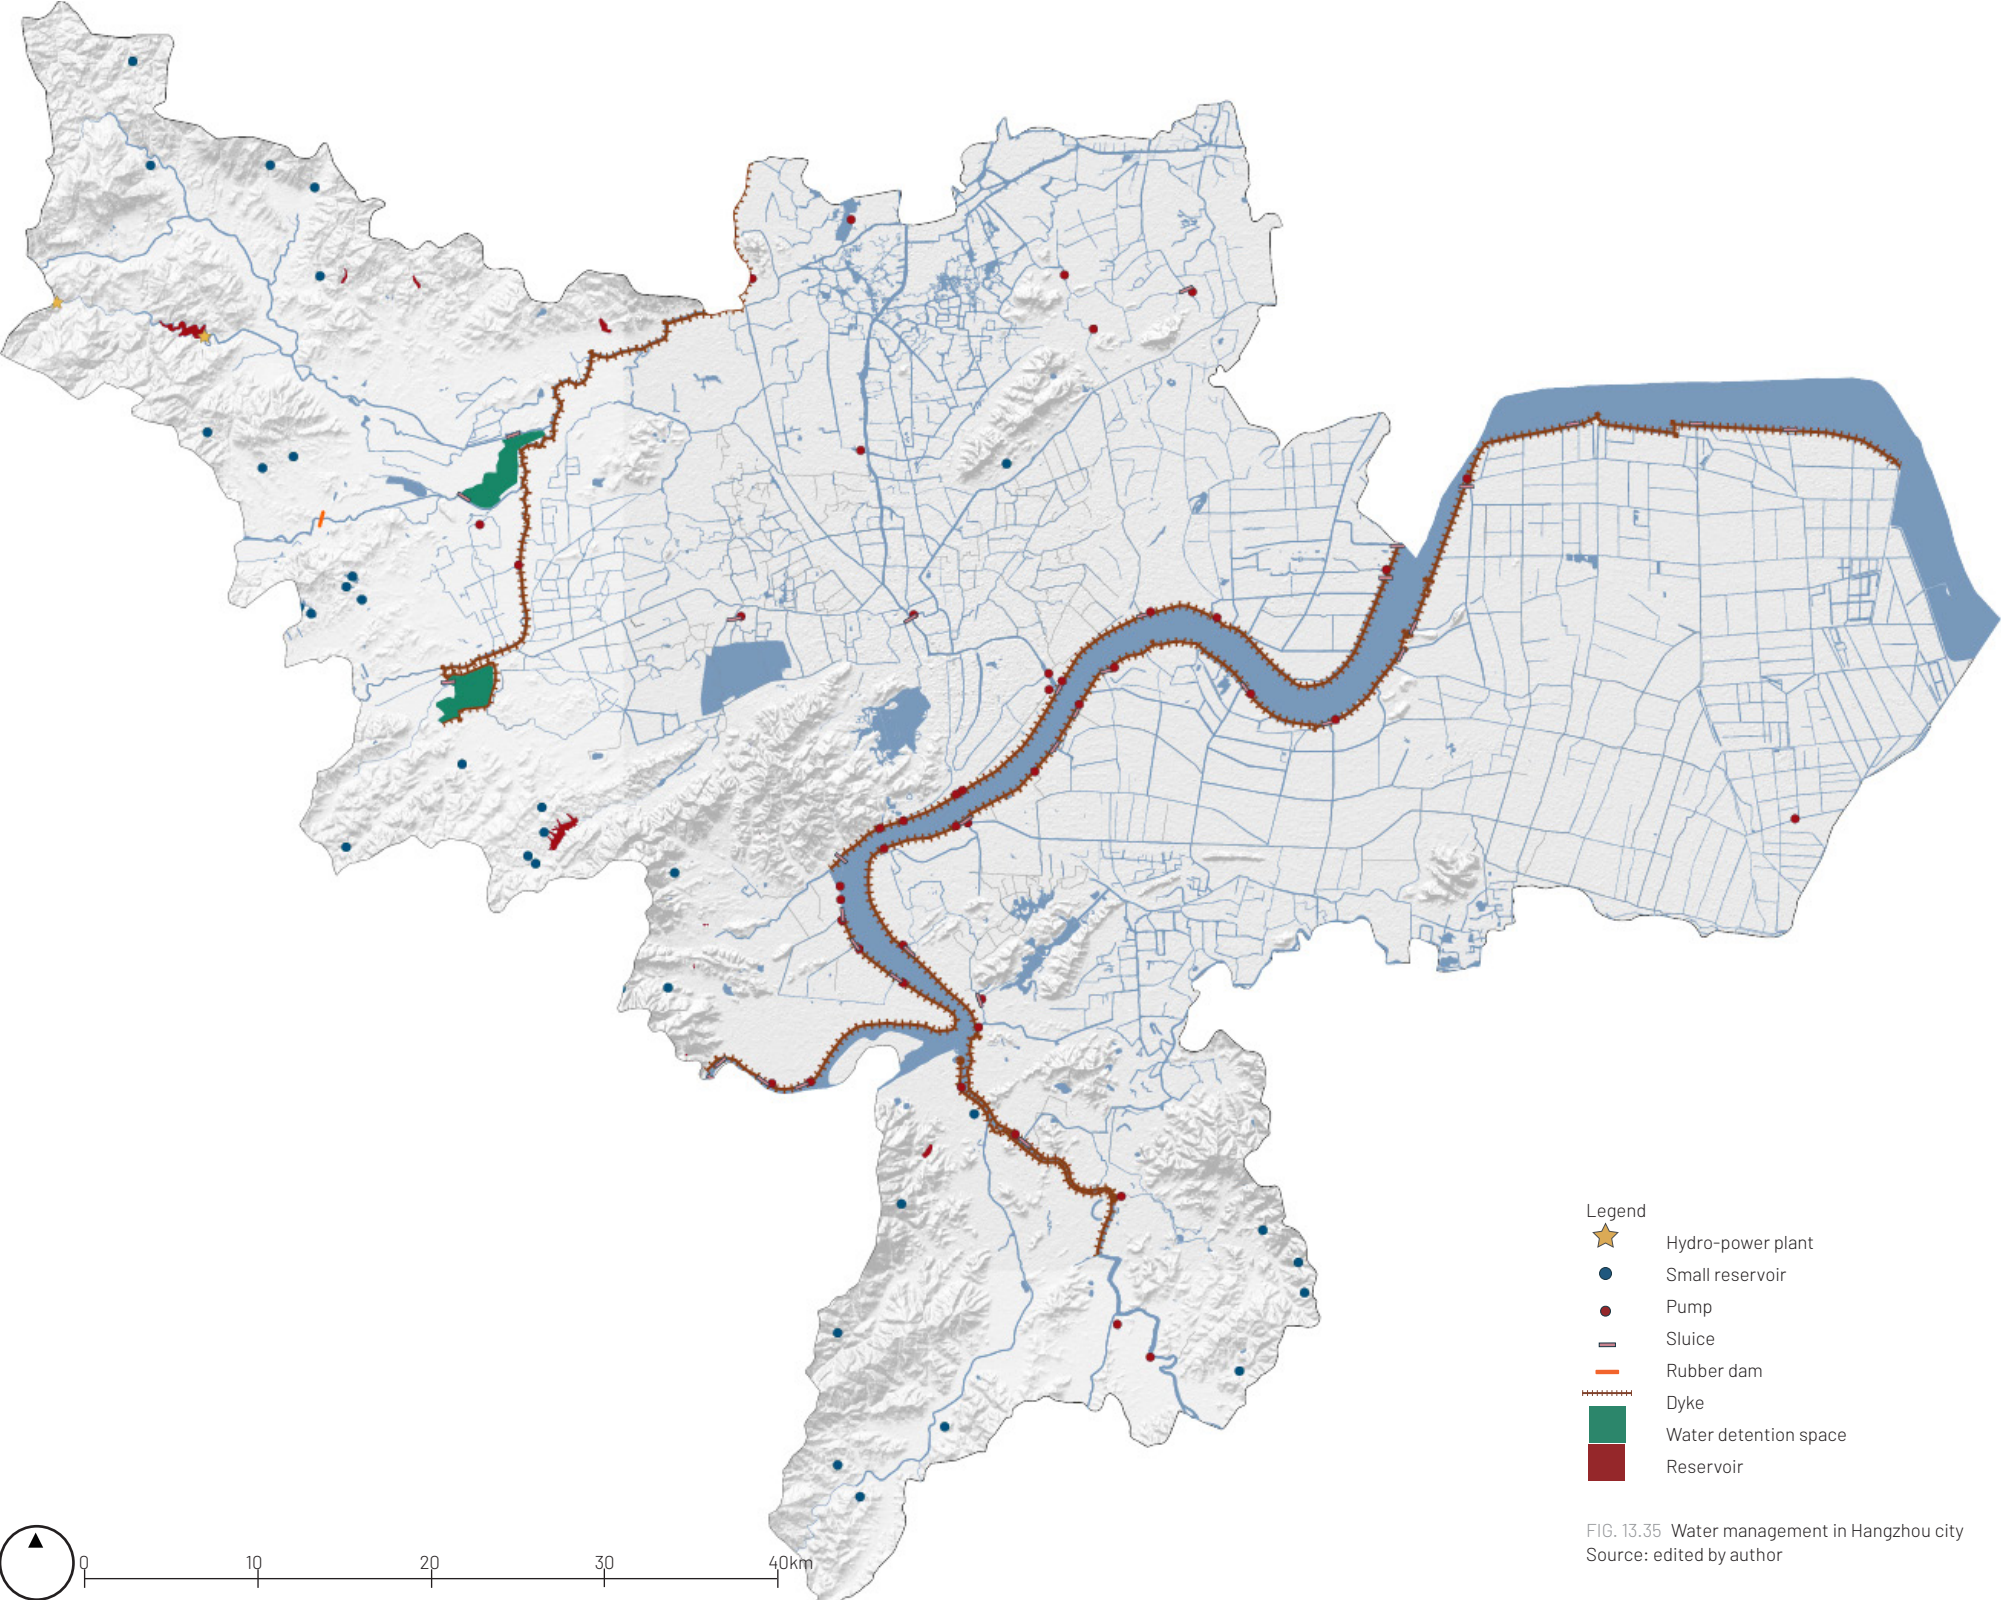 Legend
Hydro-power plant
Small reservoir
Pump
Sluice
Rubber dam
Dyke
Water detention space
Reservoir
FIG. 13.35 Water management in Hangzhou city
Source: edited by author
0 10 20 30 40km